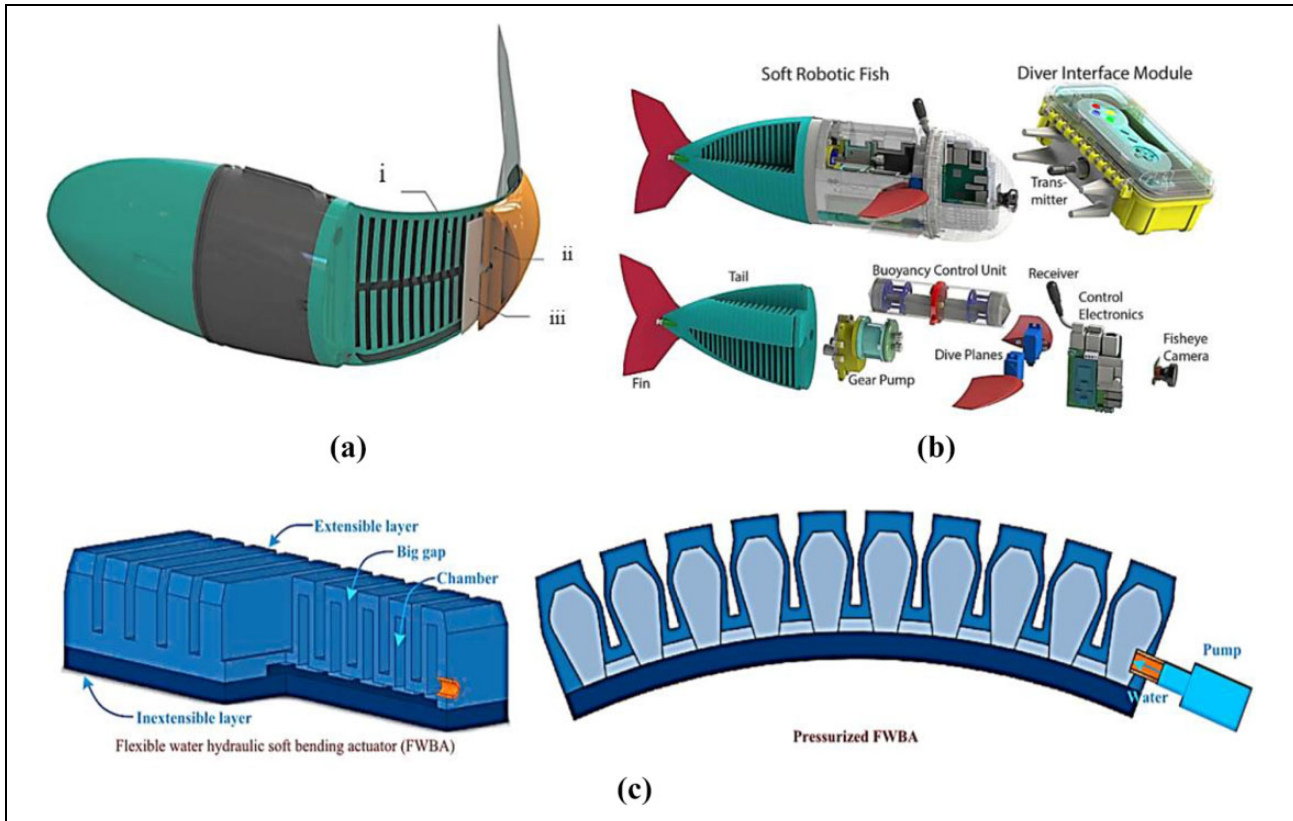 i
ii
iii
(a)
Soft Robotic Fish
Diver Interface Module
Trans-
mitter
Tail
Buoyancy Control Unit
Receiver
Control
Electronics
Fisheye
Camera
Dive Planes
Gear Pump
Fin
(b)
Extensible layer
Big gap
Chamber
Inextensible layer
Flexible water hydraulic soft bending actuator (FWBA)
Pump
Water
Pressurized FWBA
(c)